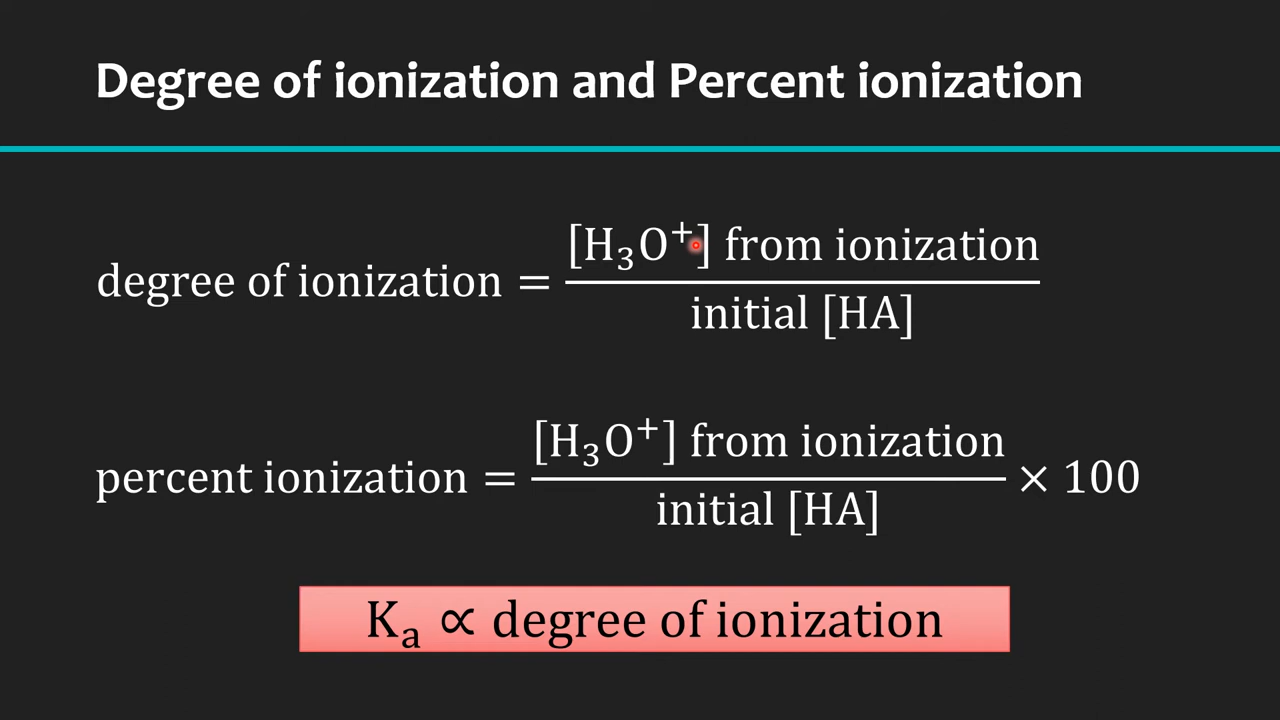 Degree of ionization and Percent ionization
degree of ionization = [H₃O⁺] from ionization / initial [HA]
percent ionization = [H₃O⁺] from ionization / initial [HA] × 100
Kₐ ∝ degree of ionization